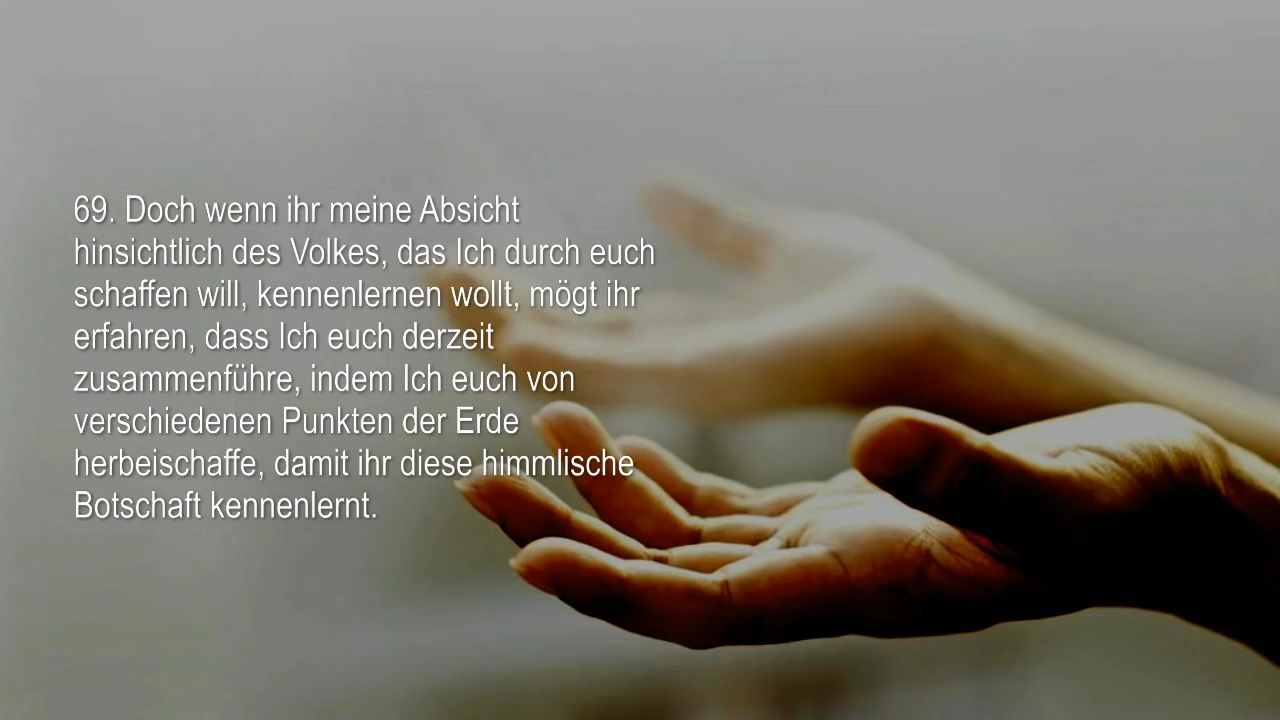 69. Doch wenn ihr meine Absicht
hinsichtlich des Volkes, das Ich durch euch
schaffen will, kennenlernen wollt, mögt ihr
erfahren, dass Ich euch derzeit
zusammenführe, indem Ich euch von
verschiedenen Punkten der Erde
herbeischaffe, damit ihr diese himmlische
Botschaft kennenlernt.